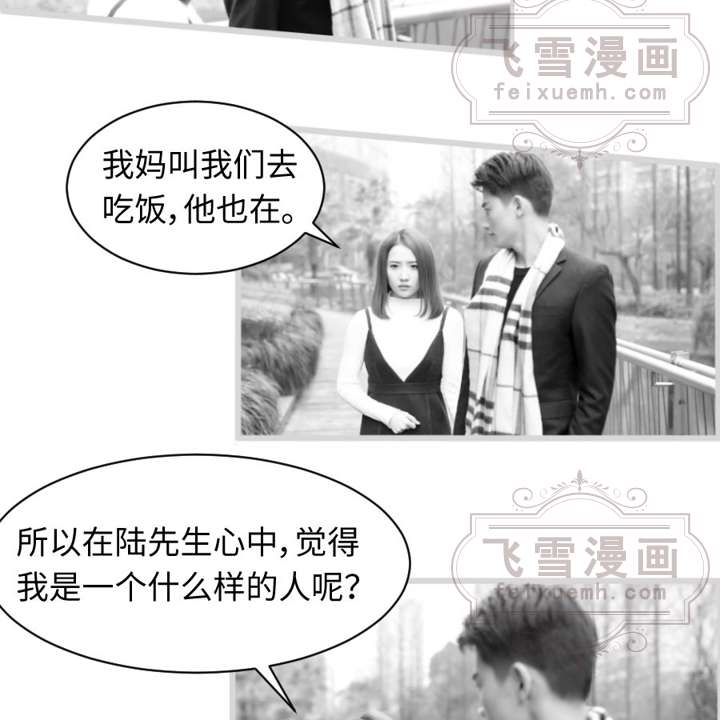 飞雪漫画
feixuemh.com
我妈叫我们去
吃饭，他也在。
所以在陆先生心中，觉得
我是一个什么样的人呢？
飞雪漫画
feixuemh.com